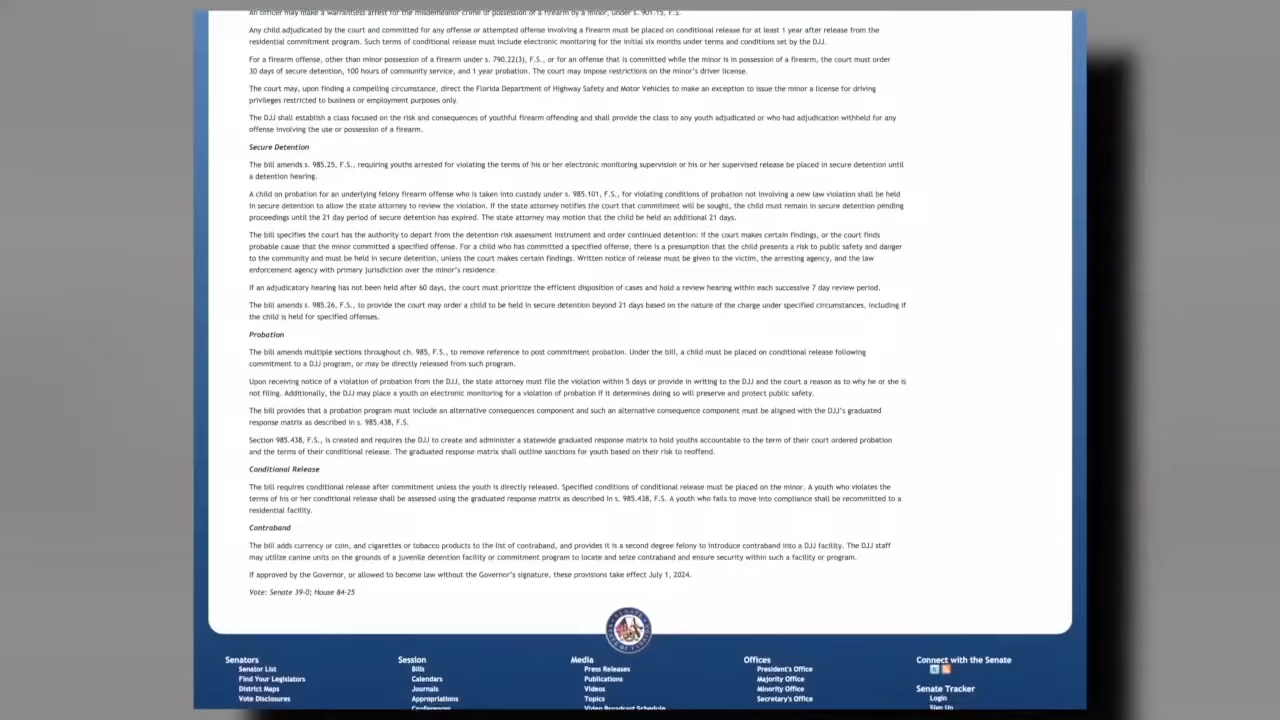 An officer may make a warrantless arrest for the misdemeanor crime of possession of a firearm by a minor, under s. 901.15, F.S.
Any child adjudicated by the court and committed for any offense or attempted offense involving a firearm must be placed on conditional release for at least 1 year after release from the
residential commitment program. Such terms of conditional release must include electronic monitoring for the initial six months under terms and conditions set by the DJJ.
For a firearm offense, other than minor possession of a firearm under s. 790.22(3), F.S., or for an offense that is committed while the minor is in possession of a firearm, the court must order
30 days of secure detention, 100 hours of community service, and 1 year probation. The court may impose restrictions on the minor's driver license.
The court may, upon finding a compelling circumstance, direct the Florida Department of Highway Safety and Motor Vehicles to make an exception to issue the minor a license for driving
privileges restricted to business or employment purposes only.
The DJJ shall establish a class focused on the risk and consequences of youthful firearm offending and shall provide the class to any youth adjudicated or who had adjudication withheld for any
offense involving the use or possession of a firearm.
Secure Detention
The bill amends s. 985.25, F.S., requiring youths arrested for violating the terms of his or her electronic monitoring supervision or his or her supervised release be placed in secure detention until
a detention hearing.
A child on probation for an underlying felony firearm offense who is taken into custody under s. 985.101, F.S., for violating conditions of probation not involving a new law violation shall be held
in secure detention to allow the state attorney to review the violation. If the state attorney notifies the court that commitment will be sought, the child must remain in secure detention pending
proceedings until the 21 day period of secure detention has expired. The state attorney may motion that the child be held an additional 21 days.
The bill specifies the court has the authority to depart from the detention risk assessment instrument and order continued detention: if the court makes certain findings, or the court finds
probable cause that the minor committed a specified offense. For a child who has committed a specified offense, there is a presumption that the child presents a risk to public safety and danger
to the community and must be held in secure detention, unless the court makes certain findings. Written notice of release must be given to the victim, the arresting agency, and the law
enforcement agency with primary jurisdiction over the minor's residence.
If an adjudicatory hearing has not been held after 60 days, the court must prioritize the efficient disposition of cases and hold a review hearing within each successive 7 day review period.
The bill amends s. 985.26, F.S., to provide the court may order a child to be held in secure detention beyond 21 days based on the nature of the charge under specified circumstances, including if
the child is held for specified offenses.
Probation
The bill amends multiple sections throughout ch. 985, F.S., to remove reference to post commitment probation. Under the bill, a child must be placed on conditional release following
commitment to a DJJ program, or may be directly released from such program.
Upon receiving notice of a violation of probation from the DJJ, the state attorney must file the violation within 5 days or provide in writing to the DJJ and the court a reason as to why he or she is
not filing. Additionally, the DJJ may place a youth on electronic monitoring for a violation of probation if it determines doing so will preserve and protect public safety.
The bill provides that a probation program must include an alternative consequences component and such an alternative consequence component must be aligned with the DJJ's graduated
response matrix as described in s. 985.438, F.S.
Section 985.438, F.S., is created and requires the DJJ to create and administer a statewide graduated response matrix to hold youths accountable to the term of their court ordered probation
and the terms of their conditional release. The graduated response matrix shall outline sanctions for youth based on their risk to reoffend.
Conditional Release
The bill requires conditional release after commitment unless the youth is directly released. Specified conditions of conditional release must be placed on the minor. A youth who violates the
terms of his or her conditional release shall be assessed using the graduated response matrix as described in s. 985.438, F.S. A youth who fails to move into compliance shall be recommitted to a
residential facility.
Contraband
The bill adds currency or coin, and cigarettes or tobacco products to the list of contraband, and provides it is a second degree felony to introduce contraband into a DJJ facility. The DJJ staff
may utilize canine units on the grounds of a juvenile detention facility or commitment program to locate and seize contraband and ensure security within such a facility or program.
If approved by the Governor, or allowed to become law without the Governor's signature, these provisions take effect July 1, 2024.
Vote: Senate 39-0; House 84-25
Senators
Senator List
Find Your Legislators
District Maps
Vote Disclosures
Session
Bills
Calendars
Journals
Appropriations
Conferences
Media
Press Releases
Publications
Videos
Topics
Video Broadcast Schedule
Offices
President's Office
Majority Office
Minority Office
Secretary's Office
Connect with the Senate
Senate Tracker
Login
Sign Up